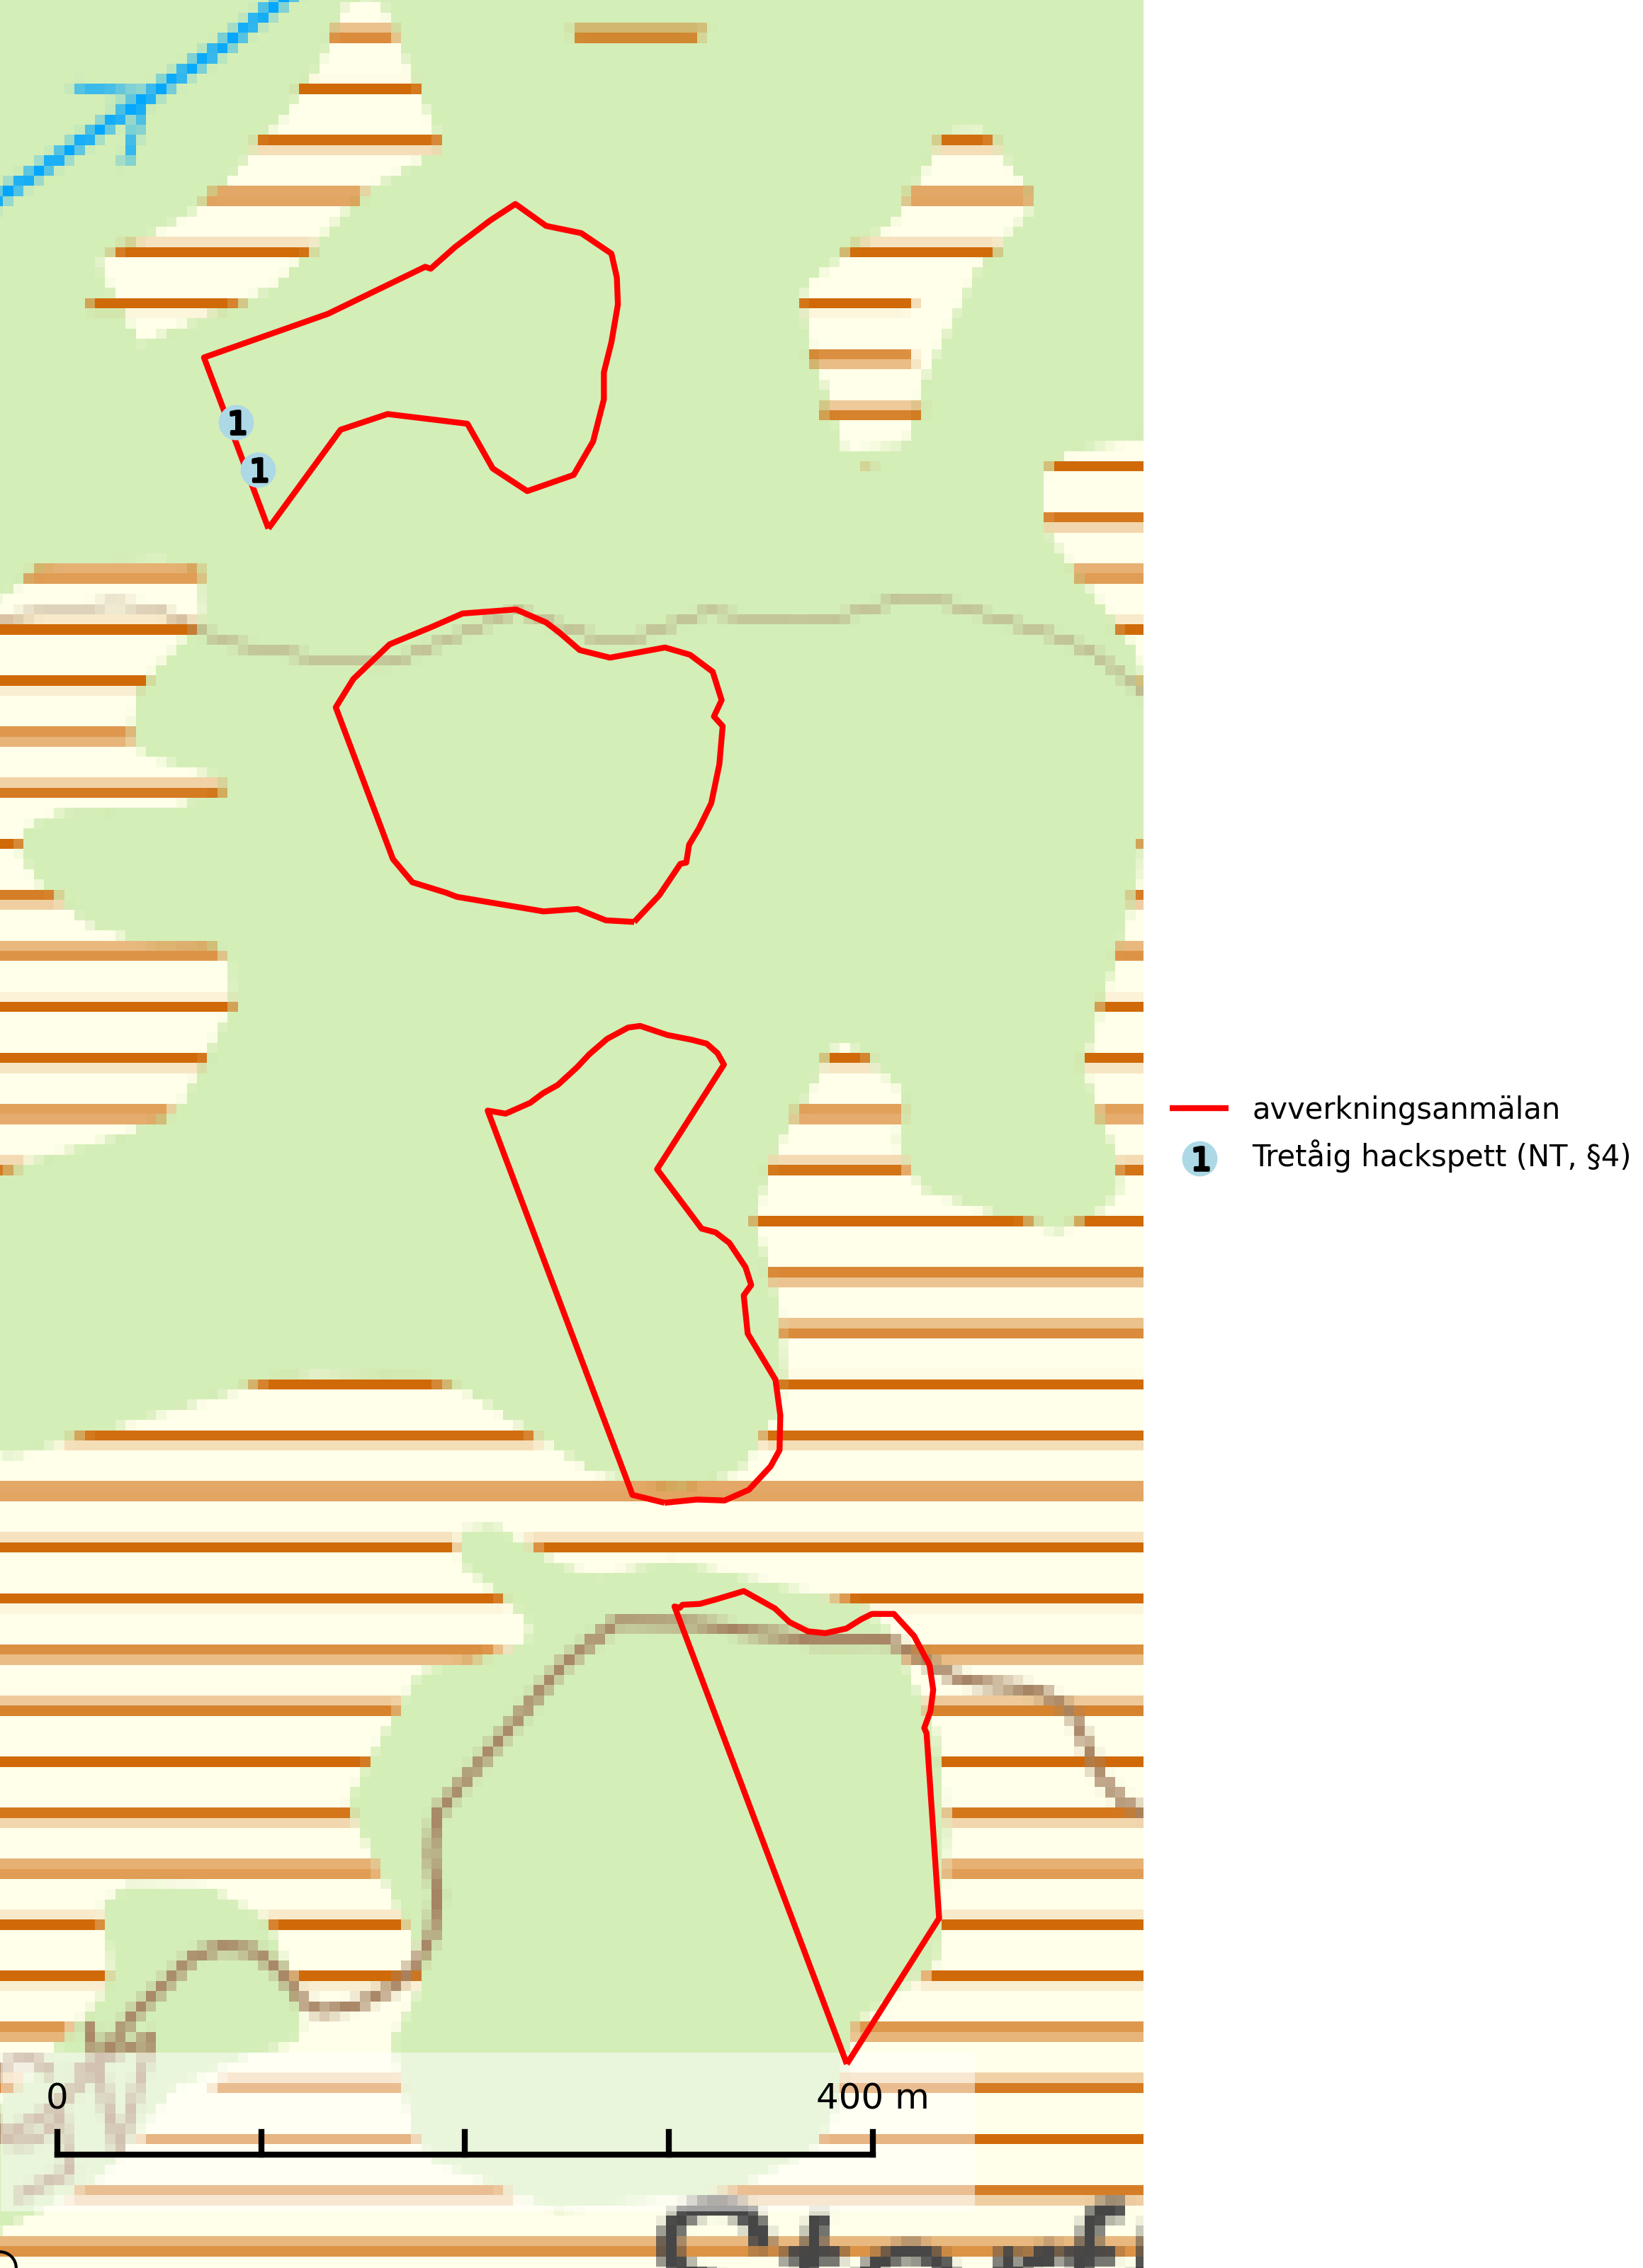 1
1
avverkningsanmälan
1 Tretåig hackspett (NT, §4)
0 400 m